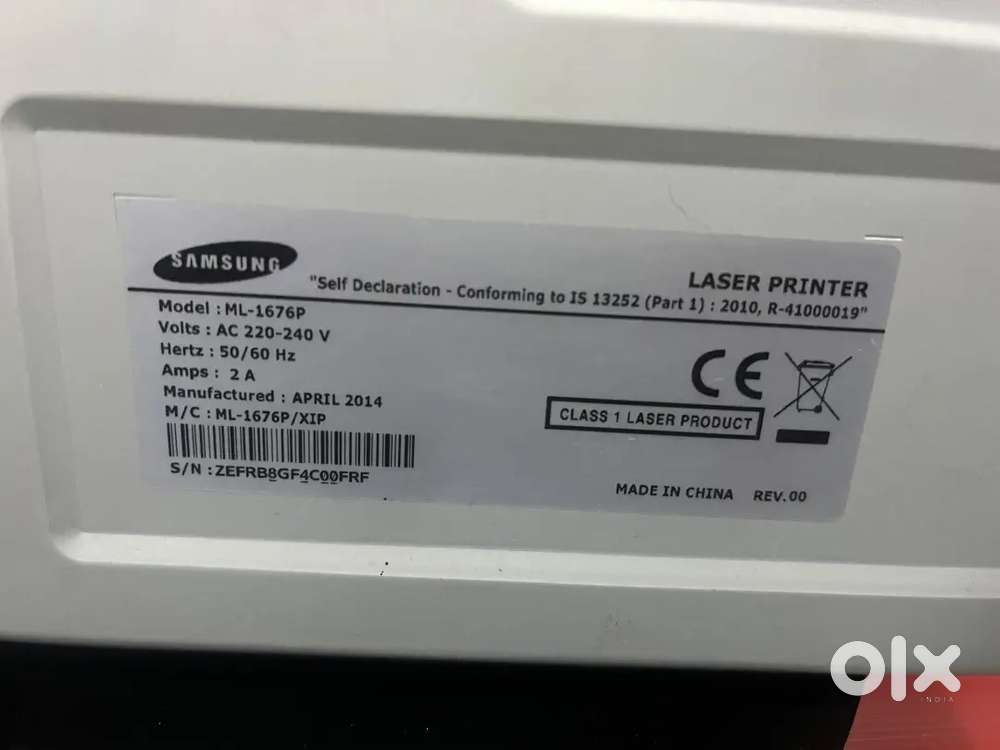 SAMSUNG
LASER PRINTER
"Self Declaration - Conforming to IS 13252 (Part 1) : 2010, R-41000019"
Model : ML-1676P
Volts : AC 220-240 V
Hertz : 50/60 Hz
Amps : 2 A
Manufactured : APRIL 2014
M/C : ML-1676P/XIP
S/N : ZEFRB8GF4C00FRF
CE
CLASS 1 LASER PRODUCT
MADE IN CHINA REV.00
olx
INDIA